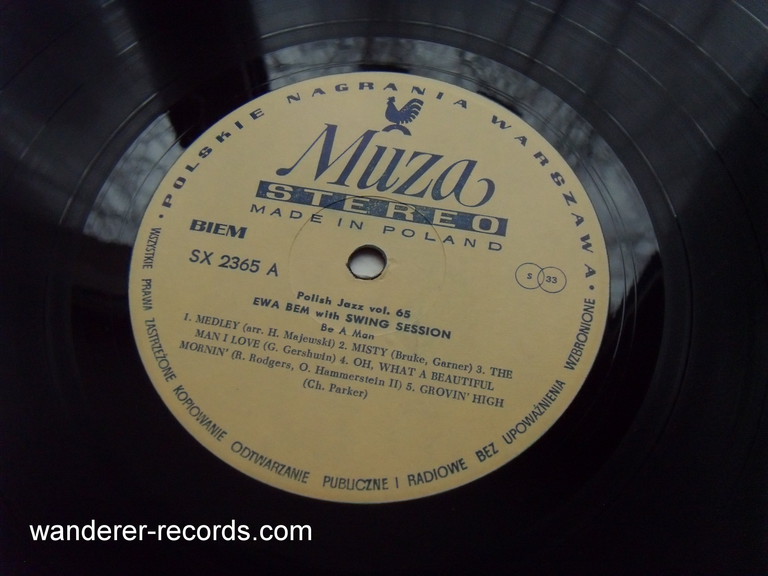 • POLSKIE NAGRANIA WARSZAWA •
Muza
STEREO
MADE IN POLAND
BIEM
SX 2365 A
S 33
Polish Jazz vol. 65
EWA BEM with SWING SESSION
Be A Man
1. MEDLEY (arr. H. Majewski) 2. MISTY (Bruke, Garner) 3. THE
MAN I LOVE (G. Gershwin) 4. OH, WHAT A BEAUTIFUL
MORNIN' (R. Rodgers, O. Hammerstein II) 5. GROVIN' HIGH
(Ch. Parker)
WSZYSTKIE PRAWA ZASTRZEŻONE KOPIOWANIE ODTWARZANIE PUBLICZNE I RADIOWE BEZ UPOWAŻNIENIA WZBRONIONE
wanderer-records.com